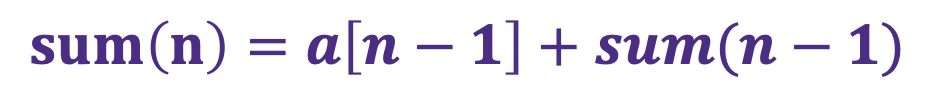 sum(n) = a[n − 1] + sum(n − 1)